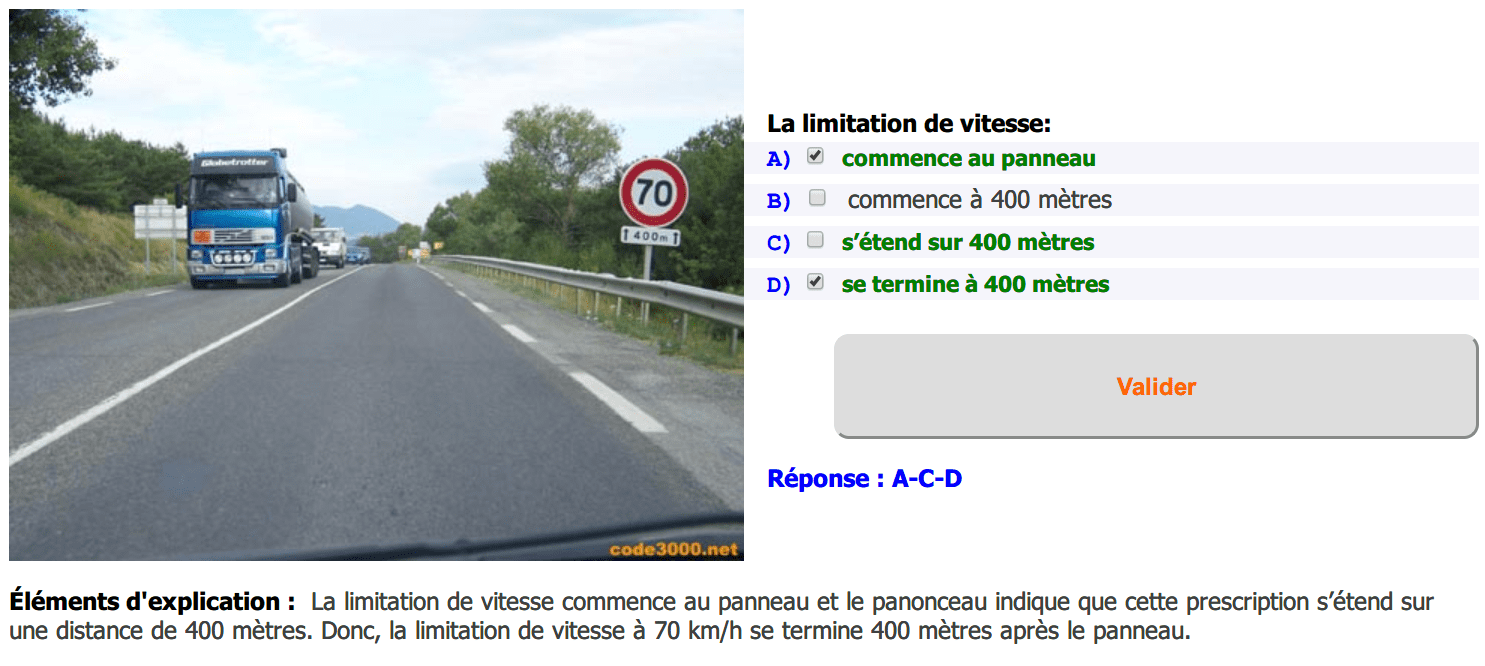 Globetrotter
70
400m
code3000.net
La limitation de vitesse:
A) commence au panneau
B) commence à 400 mètres
C) s’étend sur 400 mètres
D) se termine à 400 mètres
Valider
Réponse : A-C-D
Éléments d'explication : La limitation de vitesse commence au panneau et le panonceau indique que cette prescription s’étend sur
une distance de 400 mètres. Donc, la limitation de vitesse à 70 km/h se termine 400 mètres après le panneau.